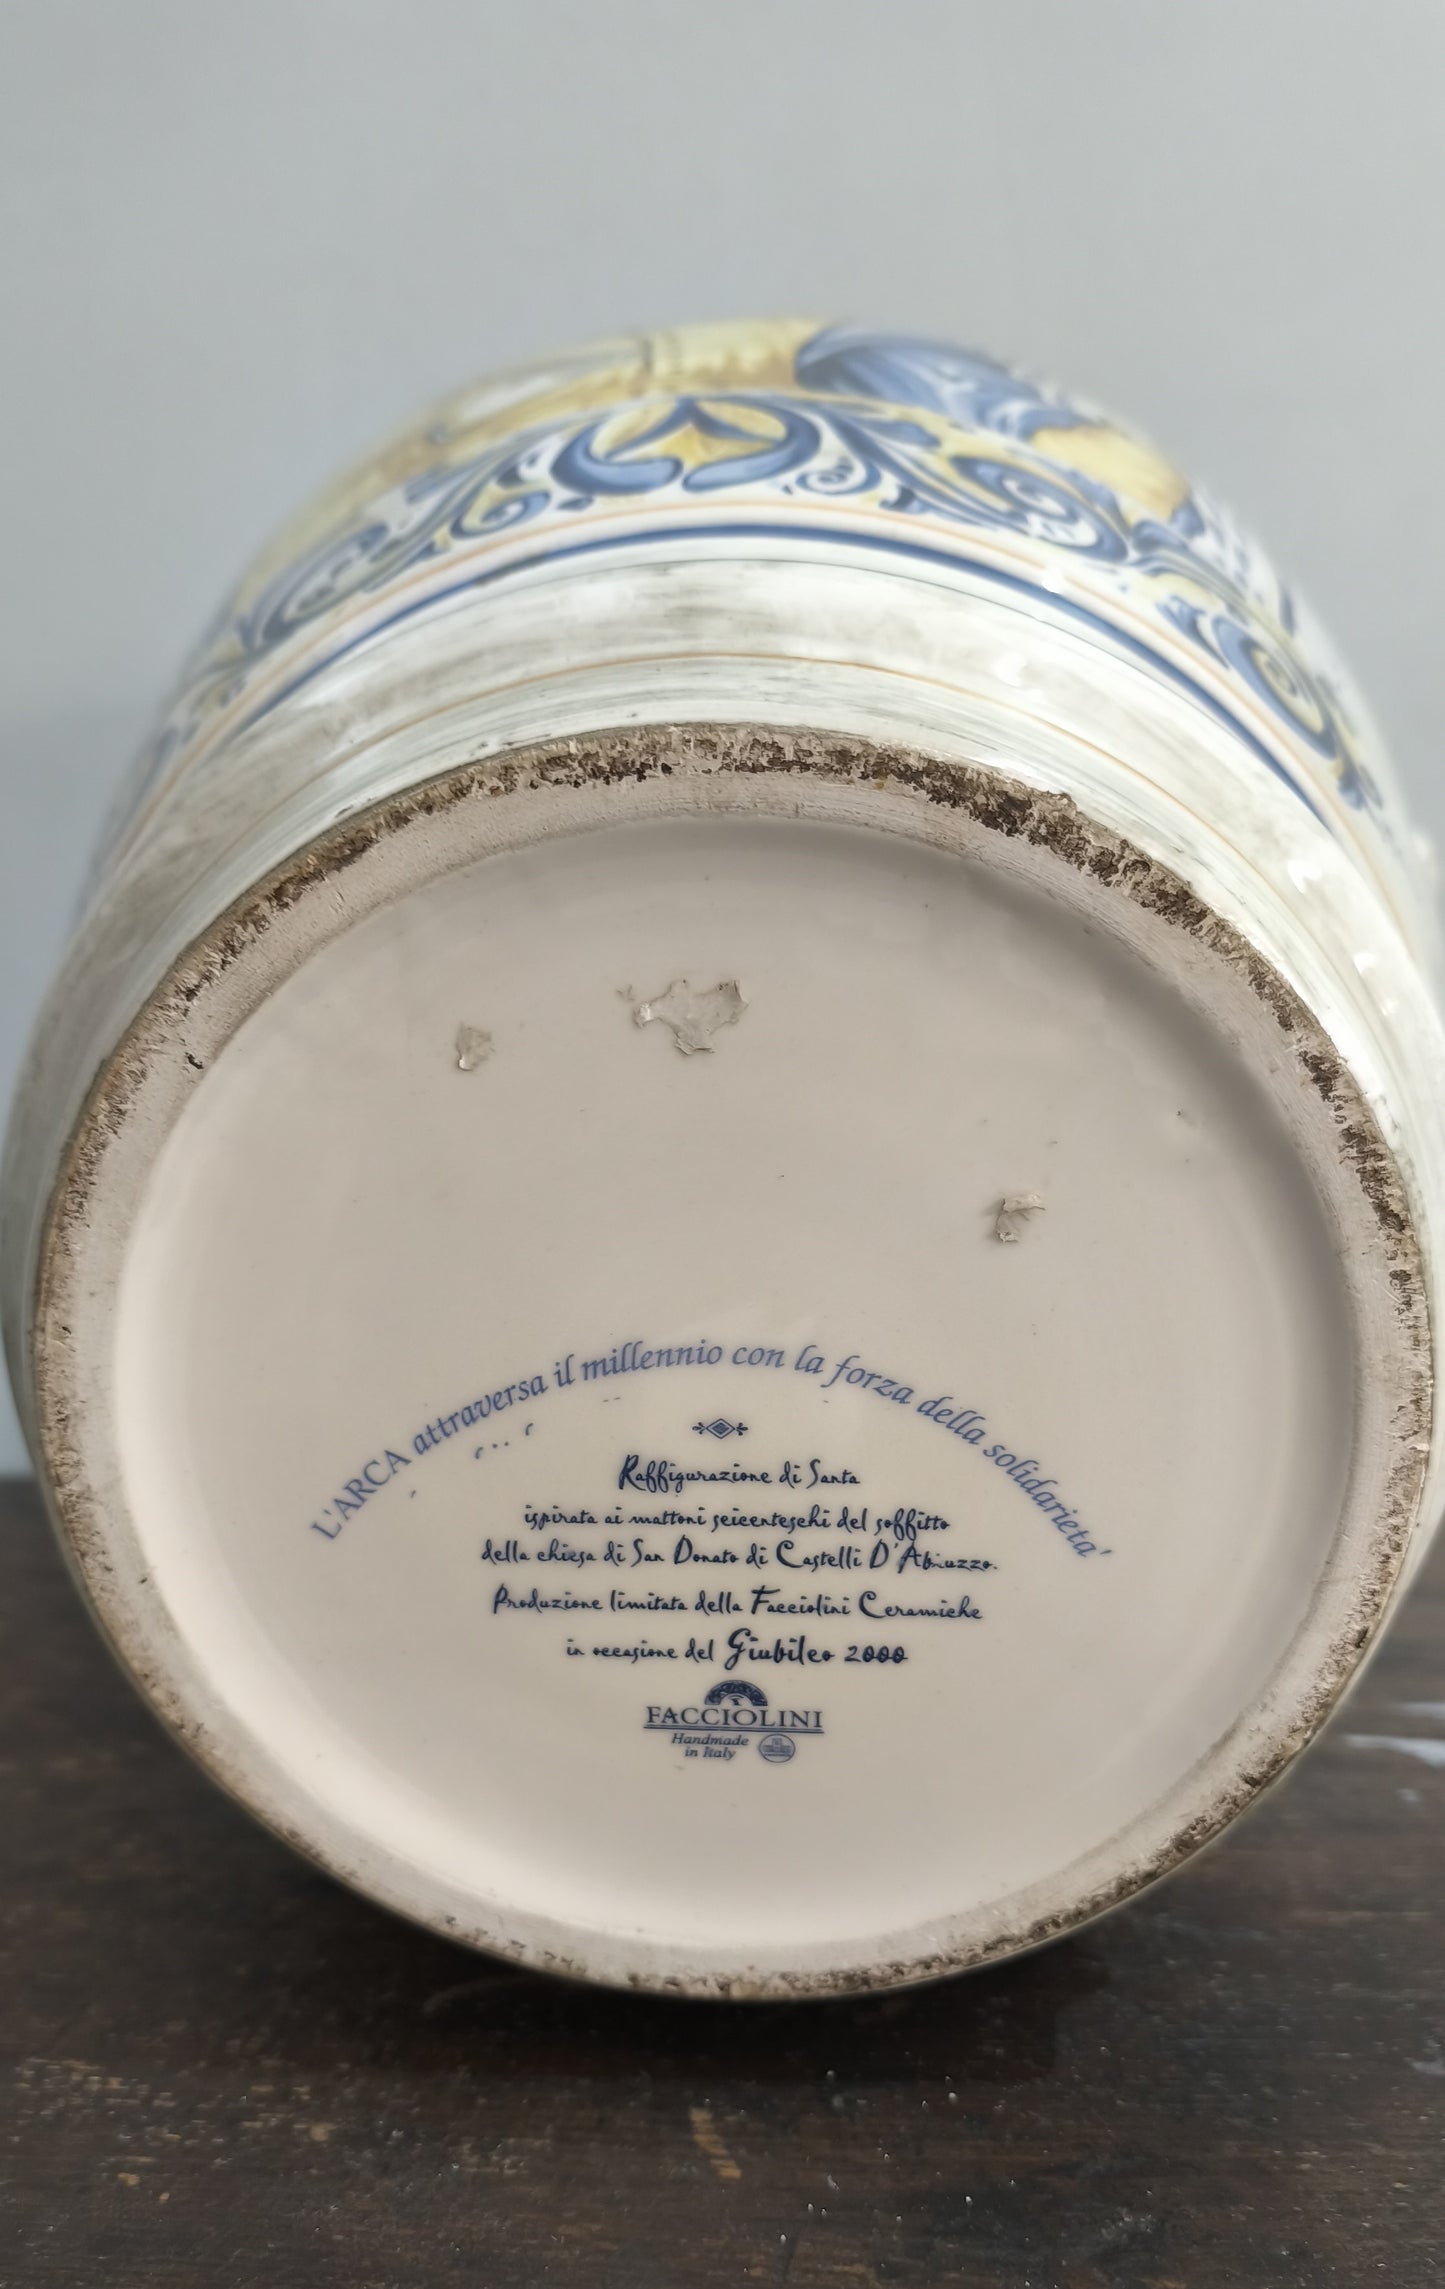 L'ARCA attraversa il millennio con la forza della solidarieta'
Raffigurazione di Santa
ispirata ai mattoni seicenteschi del soffitto
della chiesa di San Donato di Castelli D'Abruzzo.
Produzione limitata della Facciolini Ceramiche
in occasione del Giubileo 2000
FACCIOLINI
Handmade
in Italy